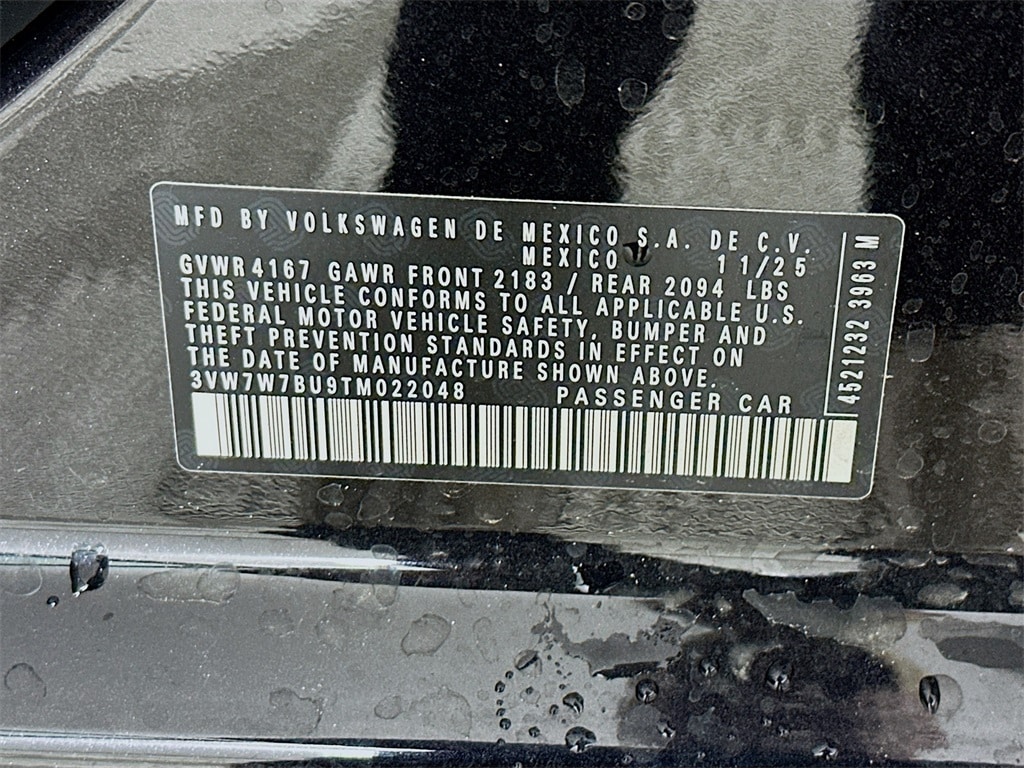 MFD BY VOLKSWAGEN DE MEXICO S.A. DE C.V.
MEXICO 11/25
GVWR 4167 GAWR FRONT 2183 / REAR 2094 LBS
THIS VEHICLE CONFORMS TO ALL APPLICABLE U.S.
FEDERAL MOTOR VEHICLE SAFETY, BUMPER AND
THEFT PREVENTION STANDARDS IN EFFECT ON
THE DATE OF MANUFACTURE SHOWN ABOVE.
3VW7W7BU9TM022048 PASSENGER CAR
4521232 3963 M